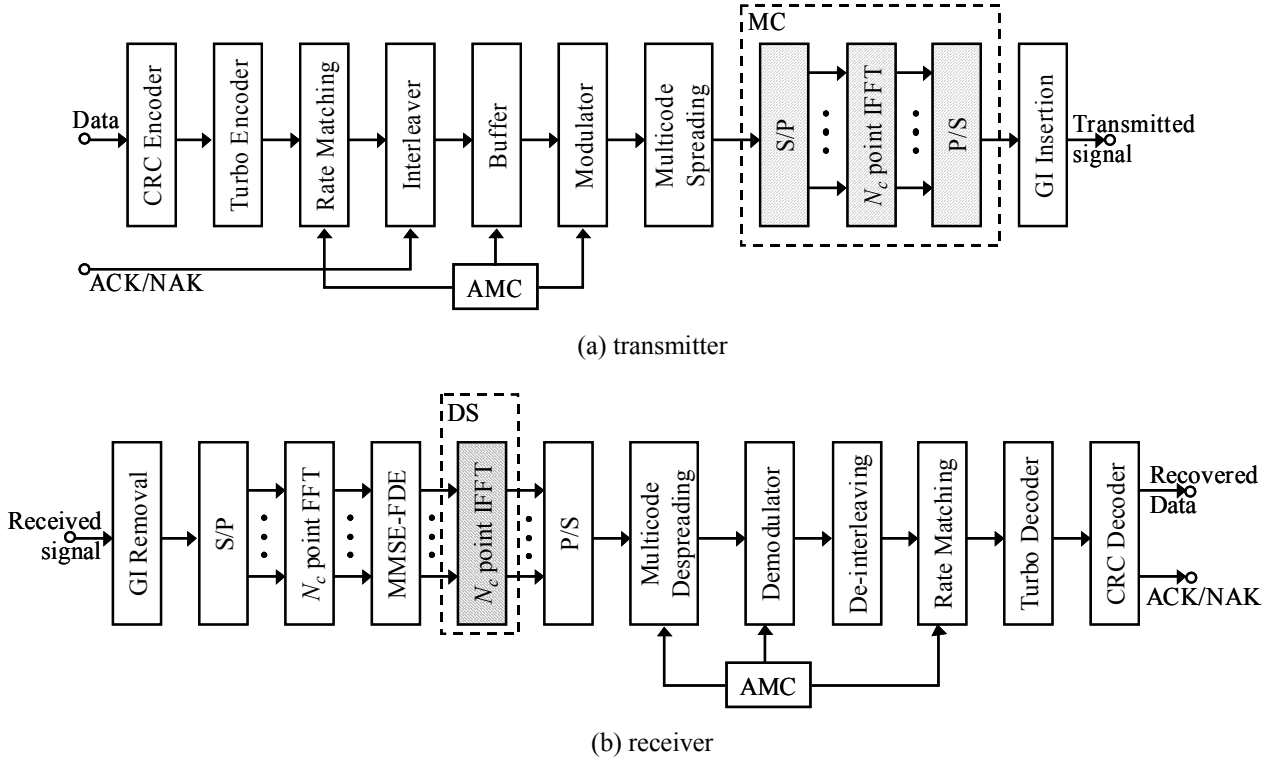 MC
Data
CRC Encoder
Turbo Encoder
Rate Matching
Interleaver
Buffer
Modulator
Multicode
Spreading
S/P
N_c point IFFT
P/S
GI Insertion
Transmitted
signal
ACK/NAK
AMC
(a) transmitter
DS
Received
signal
GI Removal
S/P
N_c point FFT
MMSE-FDE
N_c point IFFT
P/S
Multicode
Despreading
Demodulator
De-interleaving
Rate Matching
Turbo Decoder
CRC Decoder
Recovered
Data
ACK/NAK
AMC
(b) receiver